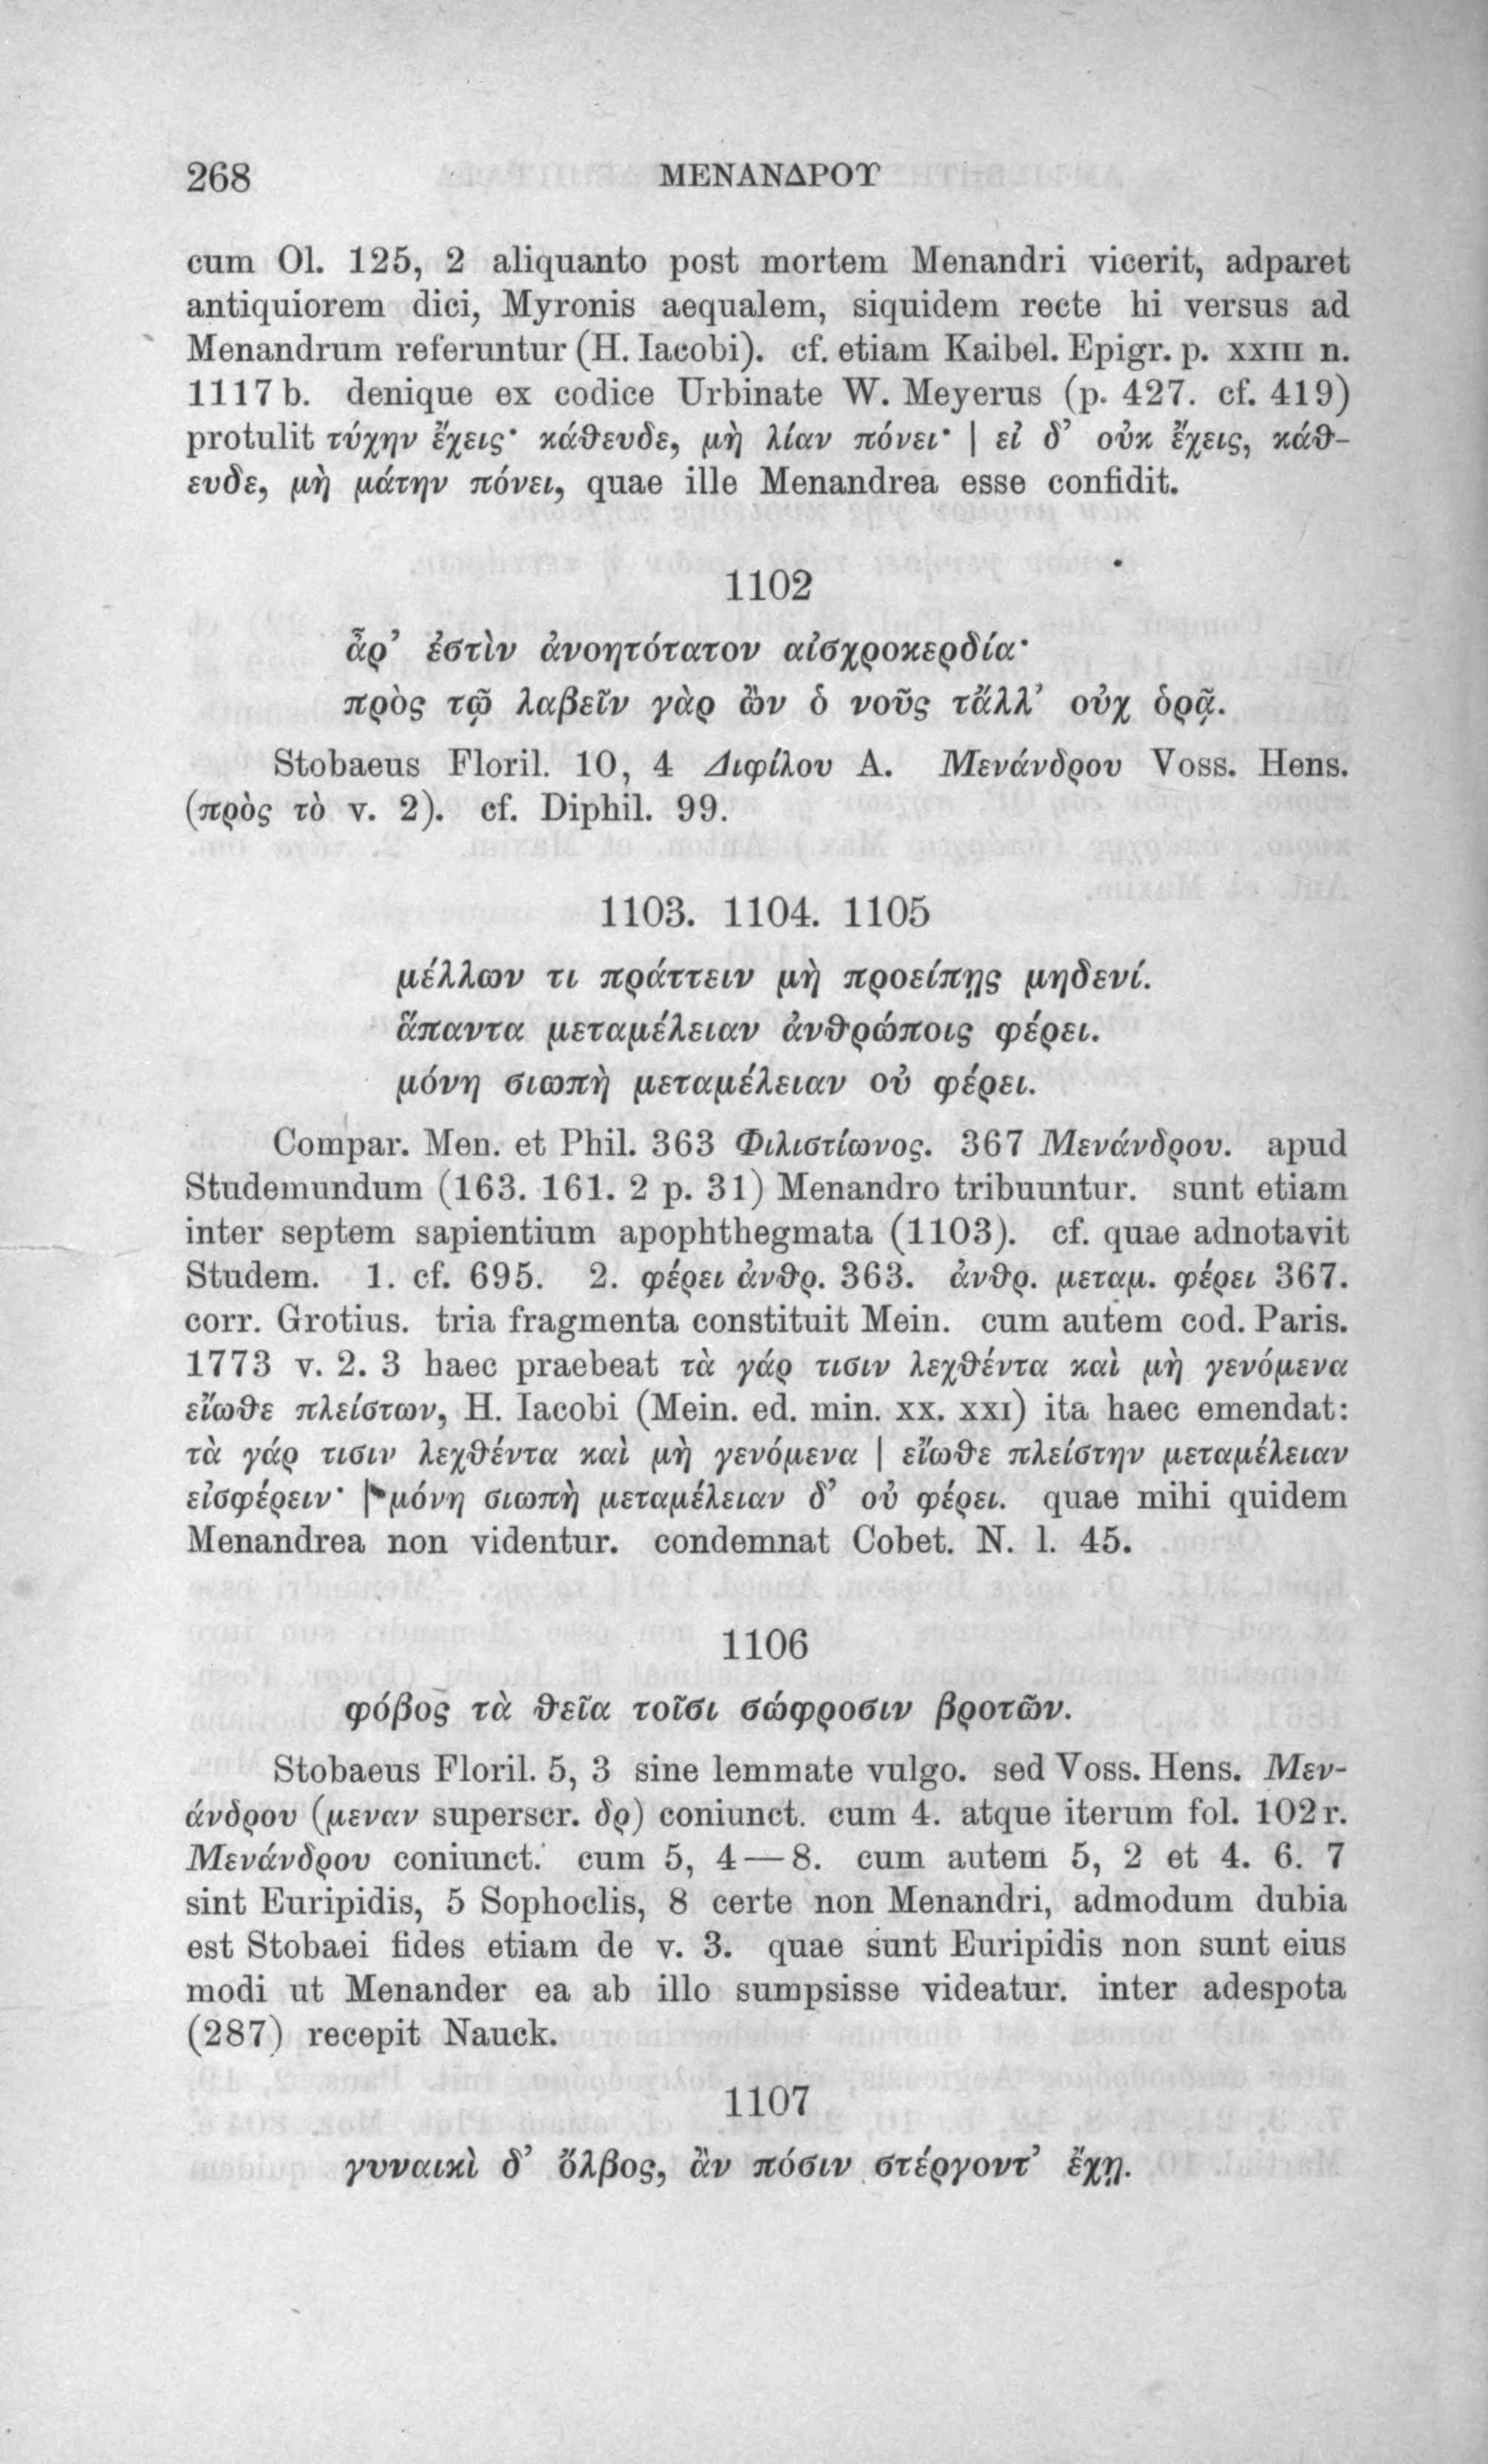 268 ΜΕΝΑΝΔΡΟΥ
cum Ol. 125, 2 aliquanto post mortem Menandri vicerit, adparet
antiquiorem dici, Myronis aequalem, siquidem recte hi versus ad
Menandrum referuntur (H. Iacobi). cf. etiam Kaibel. Epigr. p. XXIII n.
1117 b. denique ex codice Urbinate W. Meyerus (p. 427. cf. 419)
protulit τύχην ἔχεις· κάθευδε, μὴ λίαν πόνει· | εἰ δ’ οὐκ ἔχεις, κάθ-
ευδε, μὴ μάτην πόνει, quae ille Menandrea esse confidit.
1102
ἆρ’ ἐστὶν ἀνοητότατον αἰσχροκερδία·
πρὸς τῷ λαβεῖν γὰρ ὢν ὁ νοῦς τἄλλ’ οὐχ ὁρᾷ.
Stobaeus Floril. 10, 4 Διφίλου A. Μενάνδρου Voss. Hens.
(πρὸς τὸ v. 2). cf. Diphil. 99.
1103. 1104. 1105
μέλλων τι πράττειν μὴ προείπῃς μηδενί.
ἅπαντα μεταμέλειαν ἀνθρώποις φέρει.
μόνη σιωπὴ μεταμέλειαν οὐ φέρει.
Compar. Men. et Phil. 363 Φιλιστίωνος. 367 Μενάνδρου. apud
Studemundum (163. 161. 2 p. 31) Menandro tribuuntur. sunt etiam
inter septem sapientium apophthegmata (1103). cf. quae adnotavit
Studem. 1. cf. 695. 2. φέρει ἀνθρ. 363. ἀνθρ. μεταμ. φέρει 367.
corr. Grotius. tria fragmenta constituit Mein. cum autem cod. Paris.
1773 v. 2. 3 haec praebeat τὰ γάρ τισιν λεχθέντα καὶ μὴ γενόμενα
εἴωθε πλείστων, H. Iacobi (Mein. ed. min. XX. XXI) ita haec emendat:
τὰ γάρ τισιν λεχθέντα καὶ μὴ γενόμενα | εἴωθε πλείστην μεταμέλειαν
εἰσφέρειν· | μόνη σιωπὴ μεταμέλειαν δ’ οὐ φέρει. quae mihi quidem
Menandrea non videntur. condemnat Cobet. N. l. 45.
1106
φόβος τὰ θεῖα τοῖσι σώφροσιν βροτῶν.
Stobaeus Floril. 5, 3 sine lemmate vulgo. sed Voss. Hens. Μεν-
άνδρου (μεναν superscr. δρ) coniunct. cum 4. atque iterum fol. 102 r.
Μενάνδρου coniunct. cum 5, 4—8. cum autem 5, 2 et 4. 6. 7
sint Euripidis, 5 Sophoclis, 8 certe non Menandri, admodum dubia
est Stobaei fides etiam de v. 3. quae sunt Euripidis non sunt eius
modi ut Menander ea ab illo sumpsisse videatur. inter adespota
(287) recepit Nauck.
1107
γυναικὶ δ’ ὄλβος, ἂν πόσιν στέργοντ’ ἔχῃ.